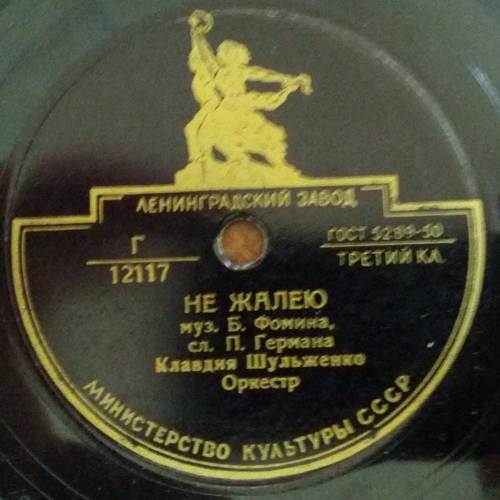 ЛЕНИНГРАДСКИЙ ЗАВОД
Г
12117
ГОСТ 5289-50
ТРЕТИЙ КЛ.
НЕ ЖАЛЕЮ
муз. Б. Фомина,
сл. П. Германа
Клавдия Шульженко
Оркестр
МИНИСТЕРСТВО КУЛЬТУРЫ СССР